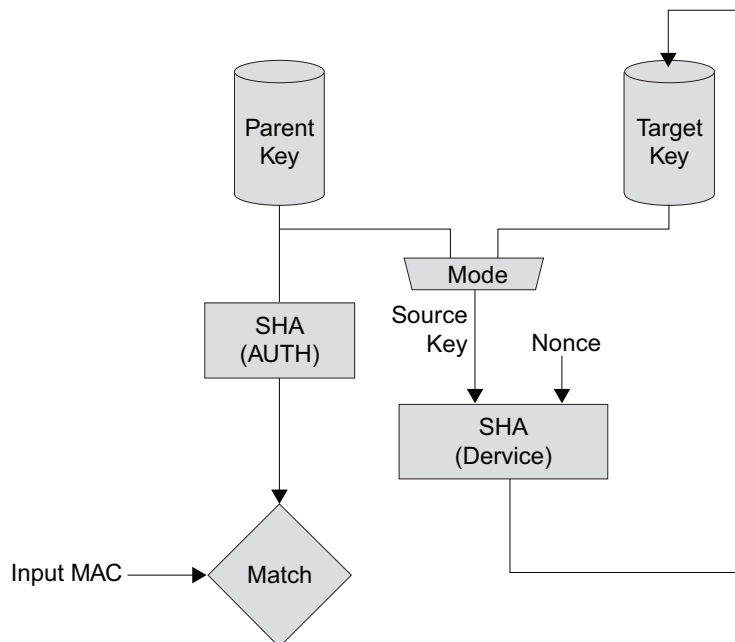 Parent
Key
Target
Key
Mode
Source
Key
SHA
(AUTH)
Nonce
SHA
(Dervice)
Input MAC
Match